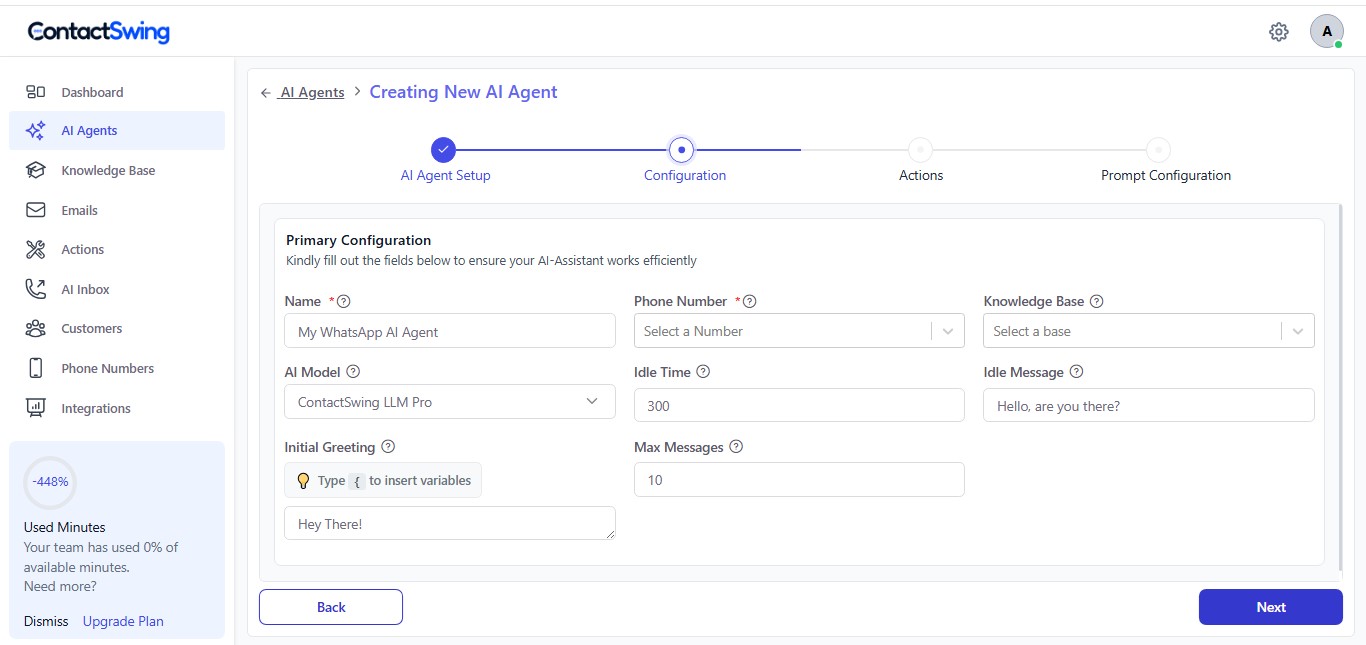 ContactSwing
A
Dashboard
AI Agents
Knowledge Base
Emails
Actions
AI Inbox
Customers
Phone Numbers
Integrations
-448%
Used Minutes
Your team has used 0% of
available minutes.
Need more?
Dismiss Upgrade Plan
← AI Agents > Creating New AI Agent
AI Agent Setup Configuration Actions Prompt Configuration
Primary Configuration
Kindly fill out the fields below to ensure your AI-Assistant works efficiently
Name * Phone Number * Knowledge Base
My WhatsApp AI Agent Select a Number Select a base
AI Model Idle Time Idle Message
ContactSwing LLM Pro 300 Hello, are you there?
Initial Greeting Max Messages
Type { to insert variables 10
Hey There!
Back Next